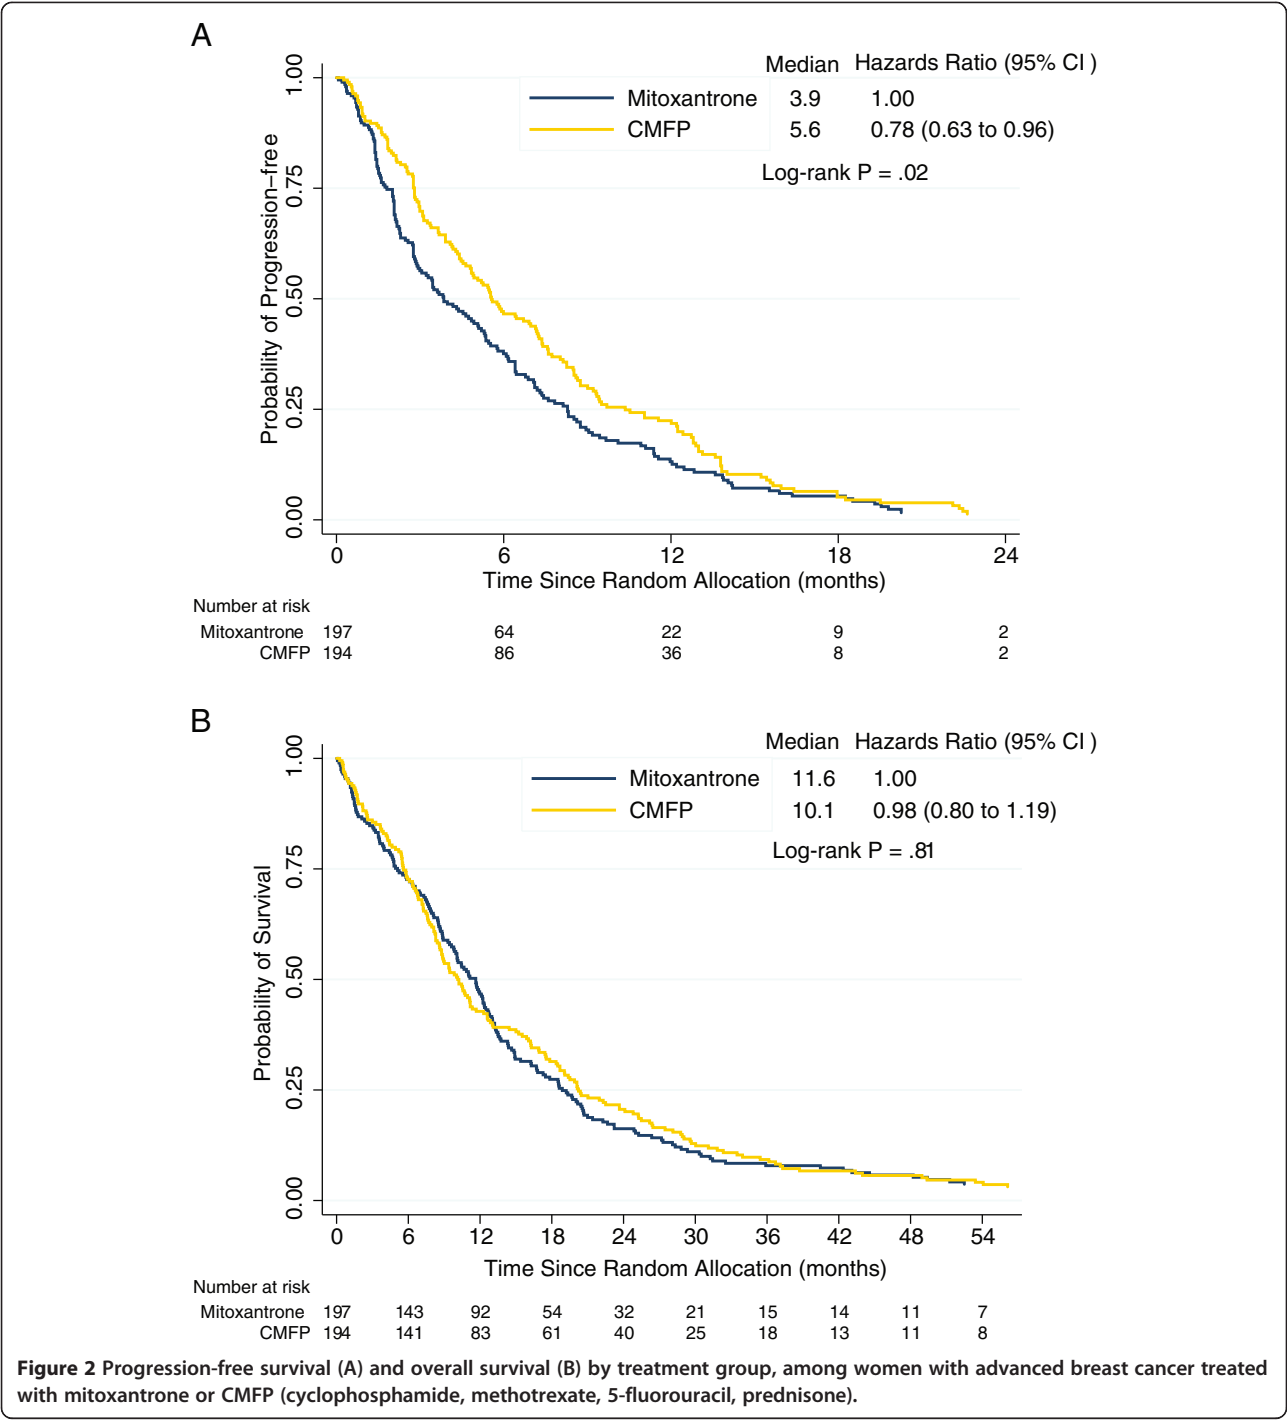 A
Median Hazards Ratio (95% CI )
Mitoxantrone 3.9 1.00
CMFP 5.6 0.78 (0.63 to 0.96)
Log-rank P = .02
Probability of Progression–free
1.00
0.75
0.50
0.25
0.00
0 6 12 18 24
Time Since Random Allocation (months)
Number at risk
Mitoxantrone 197 64 22 9 2
CMFP 194 86 36 8 2
B
Median Hazards Ratio (95% CI )
Mitoxantrone 11.6 1.00
CMFP 10.1 0.98 (0.80 to 1.19)
Log-rank P = .81
Probability of Survival
1.00
0.75
0.50
0.25
0.00
0 6 12 18 24 30 36 42 48 54
Time Since Random Allocation (months)
Number at risk
Mitoxantrone 197 143 92 54 32 21 15 14 11 7
CMFP 194 141 83 61 40 25 18 13 11 8
Figure 2 Progression-free survival (A) and overall survival (B) by treatment group, among women with advanced breast cancer treated
with mitoxantrone or CMFP (cyclophosphamide, methotrexate, 5-fluorouracil, prednisone).